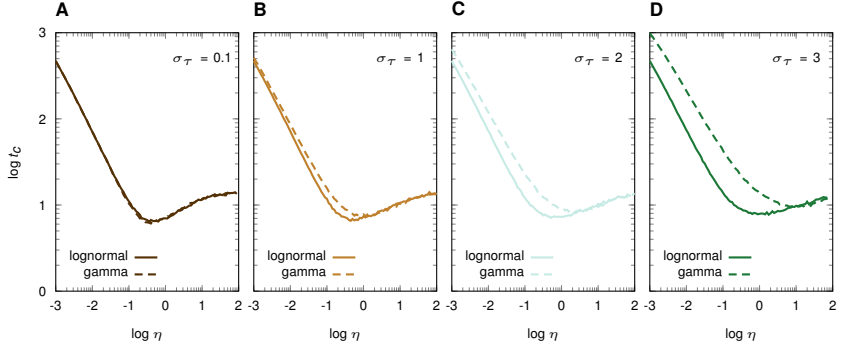 A B C D
3
2
1
0
log t_c
σ_τ = 0.1
σ_τ = 1
σ_τ = 2
σ_τ = 3
lognormal
gamma
lognormal
gamma
lognormal
gamma
lognormal
gamma
-3 -2 -1 0 1 2
-3 -2 -1 0 1 2
-3 -2 -1 0 1 2
-3 -2 -1 0 1 2
log η
log η
log η
log η